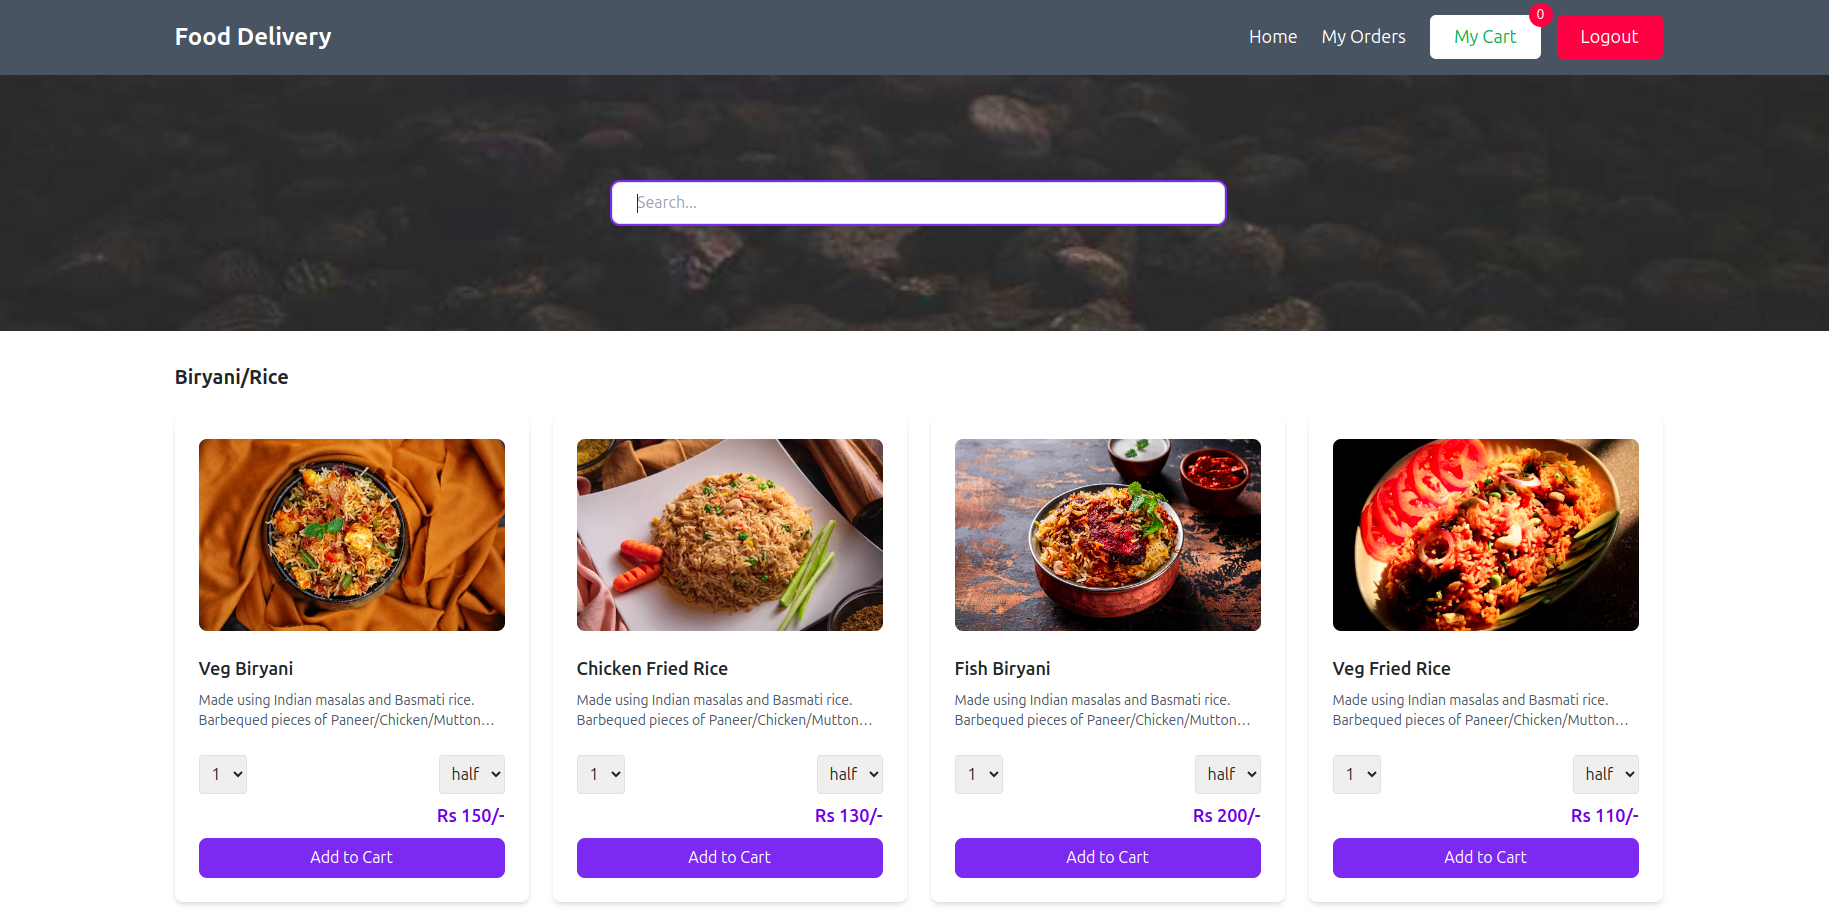 Food Delivery
Home
My Orders
My Cart
0
Logout
Search...
Biryani/Rice
Veg Biryani
Made using Indian masalas and Basmati rice.
Barbequed pieces of Paneer/Chicken/Mutton...
1
half
Rs 150/-
Add to Cart
Chicken Fried Rice
Made using Indian masalas and Basmati rice.
Barbequed pieces of Paneer/Chicken/Mutton...
1
half
Rs 130/-
Add to Cart
Fish Biryani
Made using Indian masalas and Basmati rice.
Barbequed pieces of Paneer/Chicken/Mutton...
1
half
Rs 200/-
Add to Cart
Veg Fried Rice
Made using Indian masalas and Basmati rice.
Barbequed pieces of Paneer/Chicken/Mutton...
1
half
Rs 110/-
Add to Cart